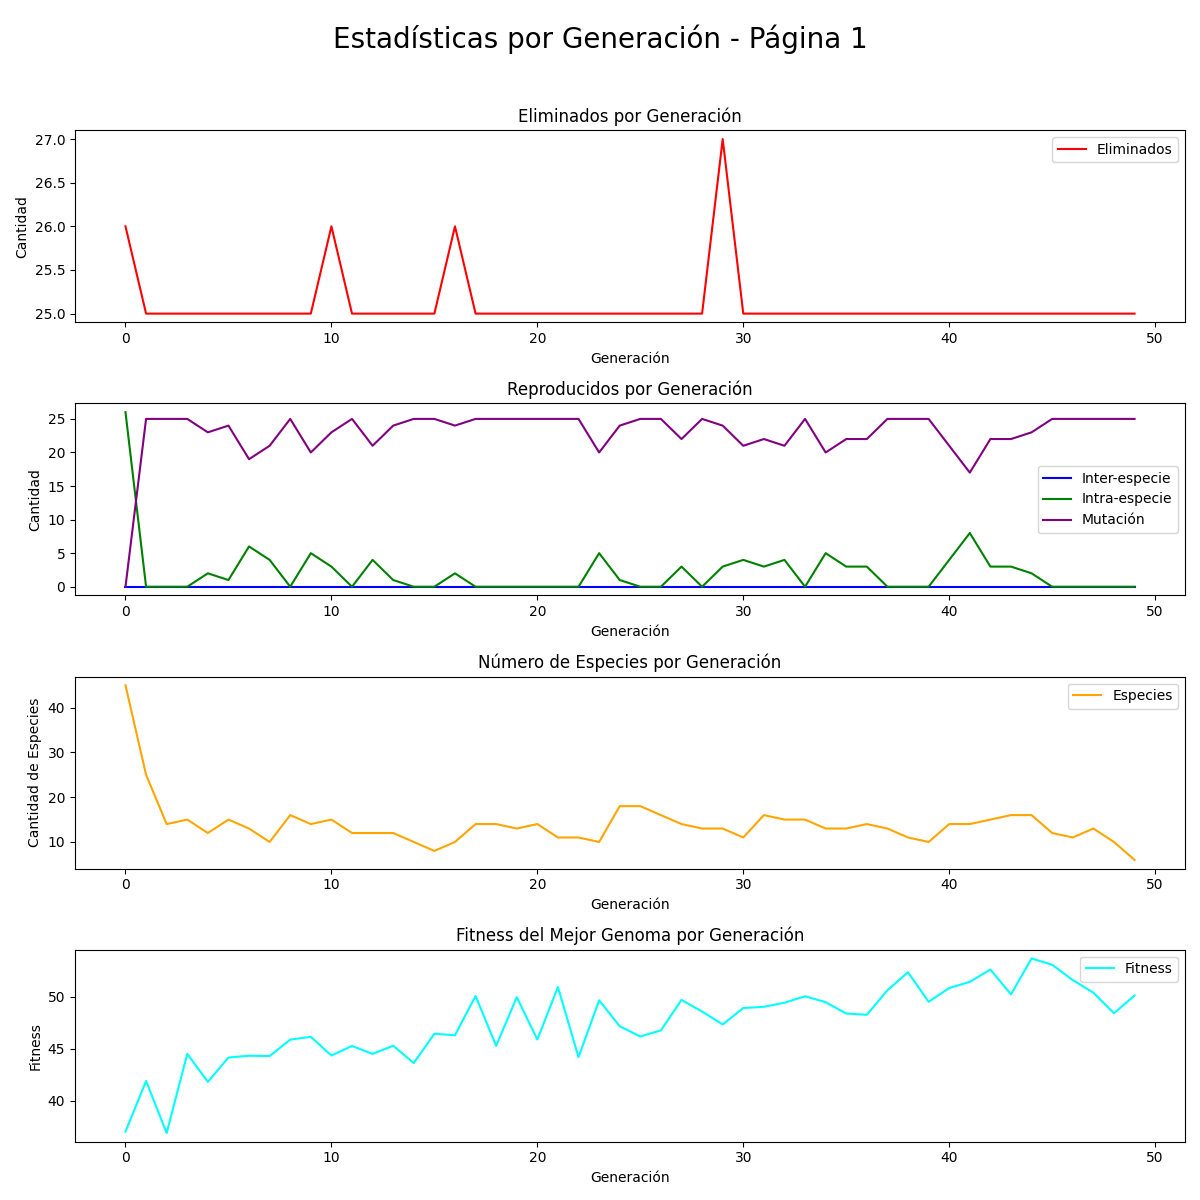 Estadísticas por Generación - Página 1
Eliminados por Generación
27.0
26.5
26.0
25.5
25.0
Cantidad
Eliminados
0 10 20 30 40 50
Generación
Reproducidos por Generación
25
20
15
10
5
0
Cantidad
Inter-especie
Intra-especie
Mutación
0 10 20 30 40 50
Generación
Número de Especies por Generación
40
30
20
10
Cantidad de Especies
Especies
0 10 20 30 40 50
Generación
Fitness del Mejor Genoma por Generación
50
45
40
Fitness
Fitness
0 10 20 30 40 50
Generación